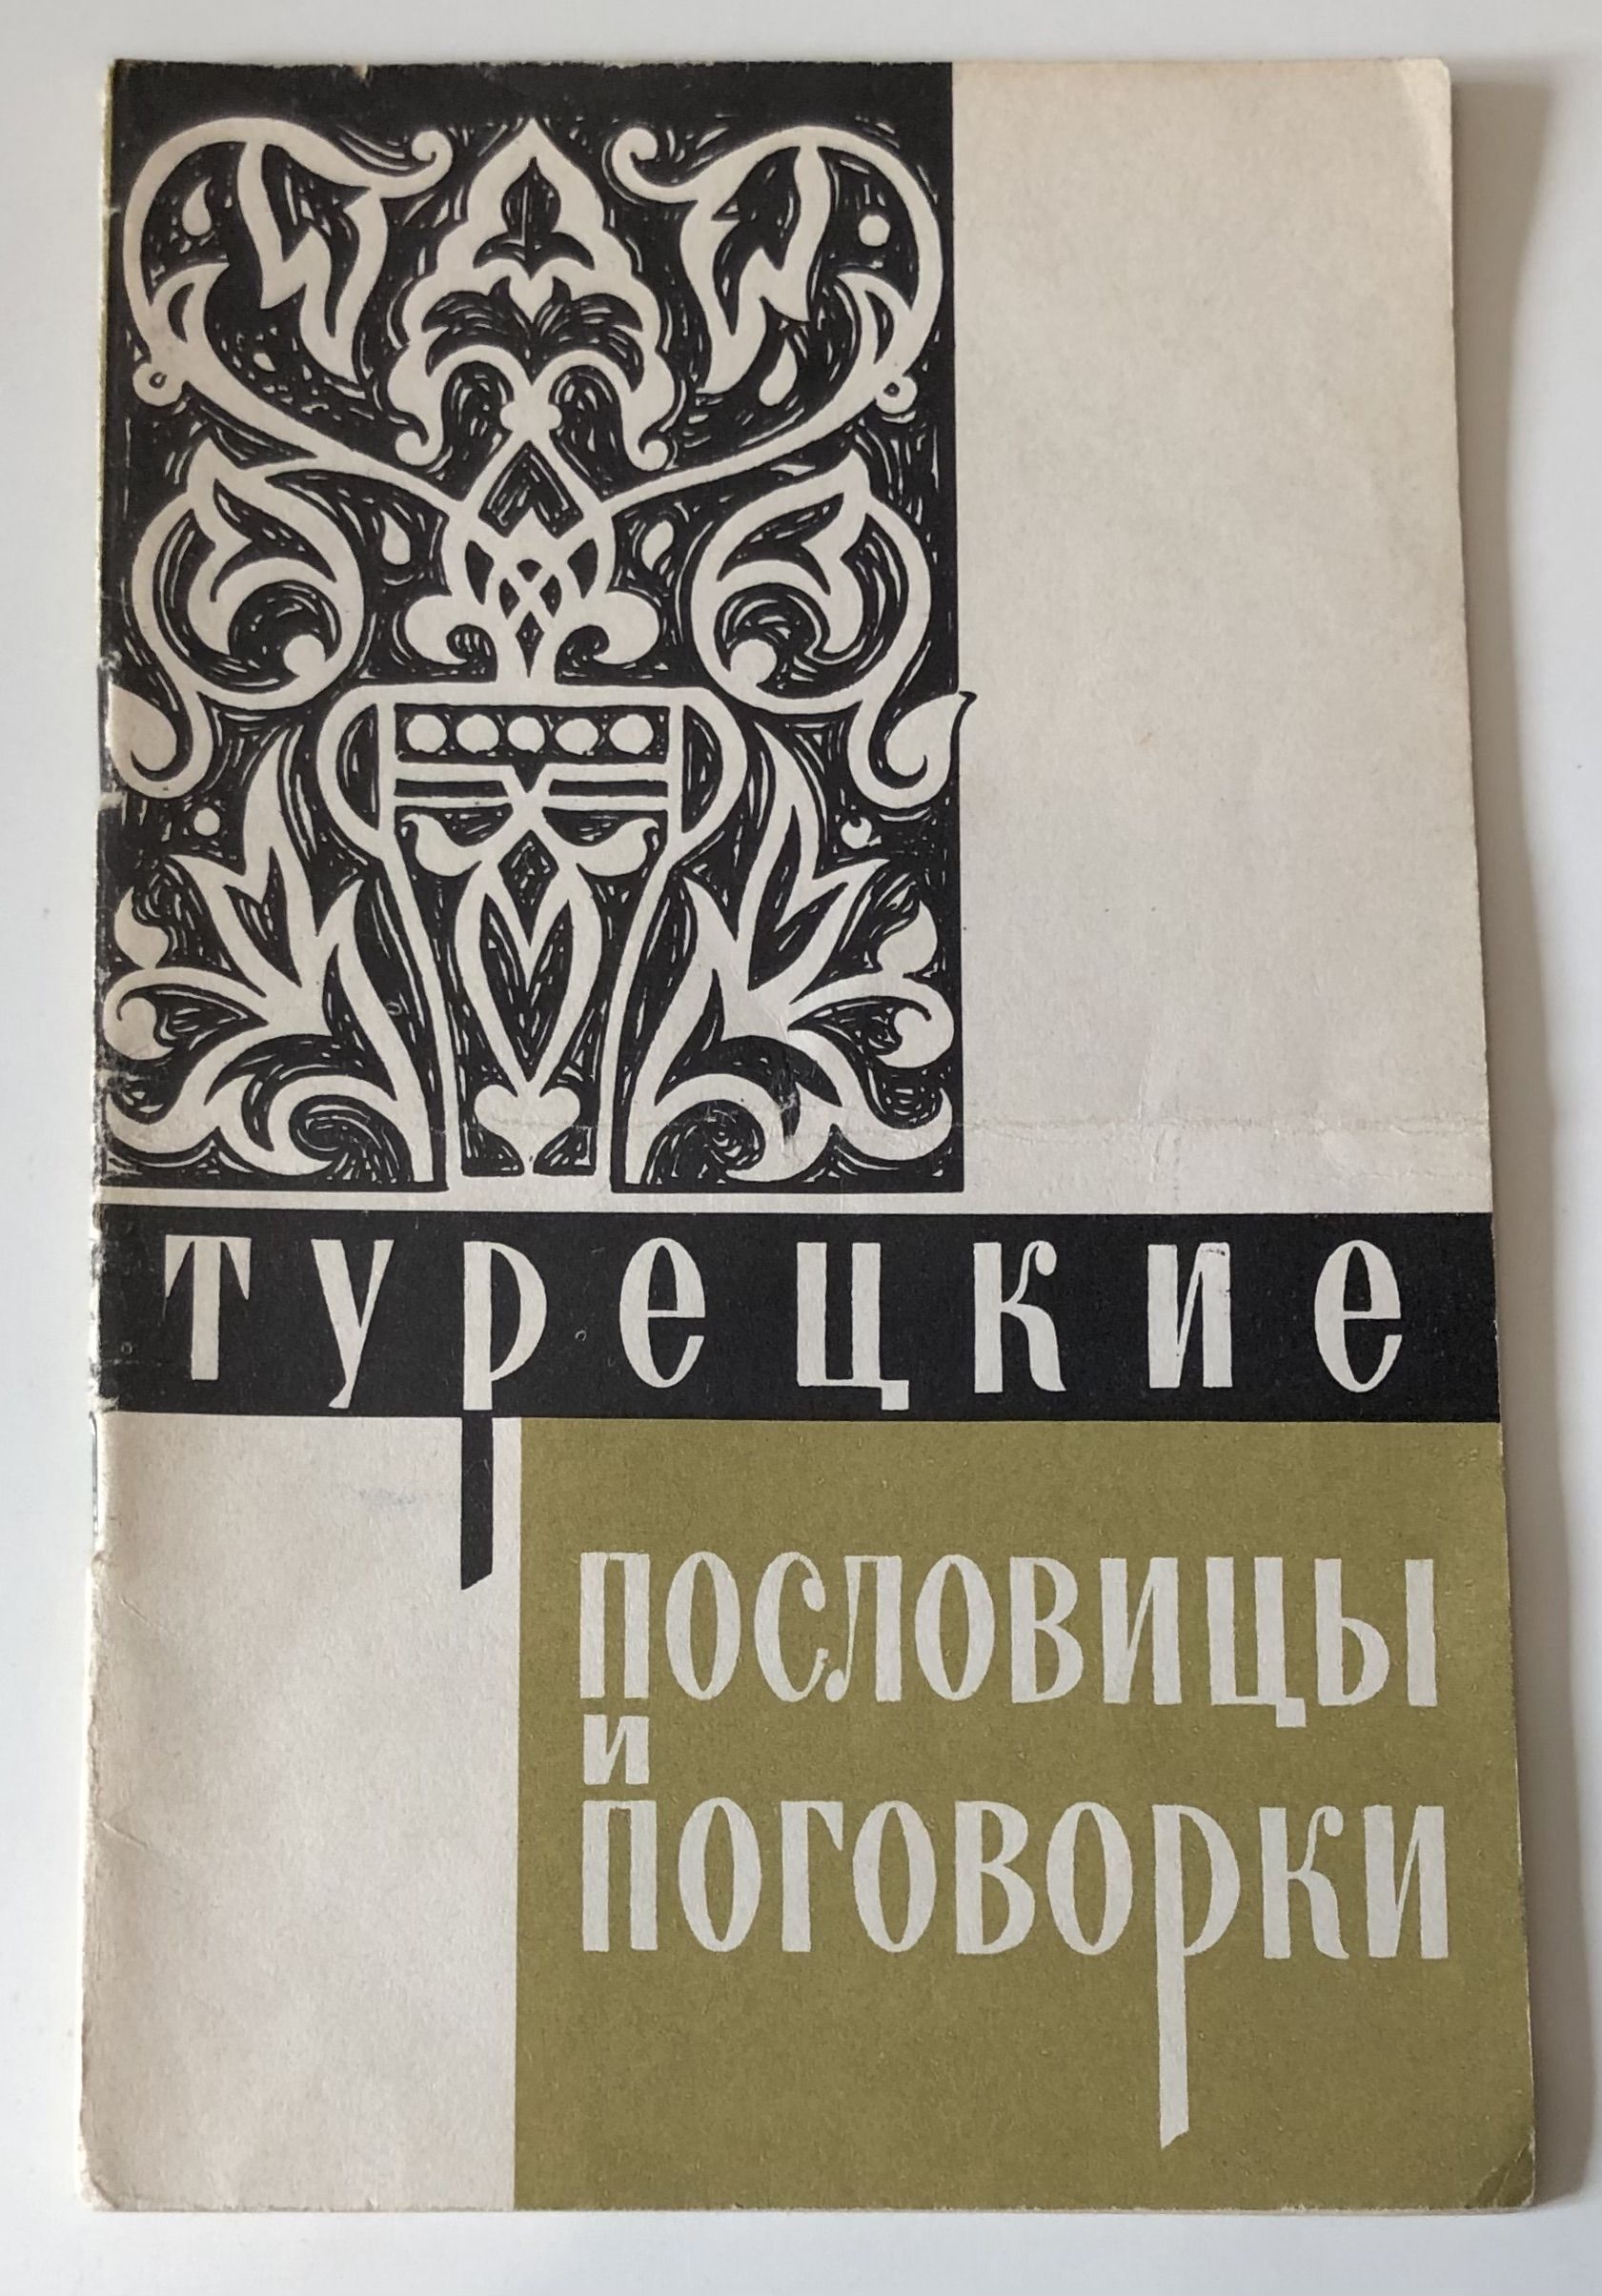 Турецкие
пословицы
и
поговорки